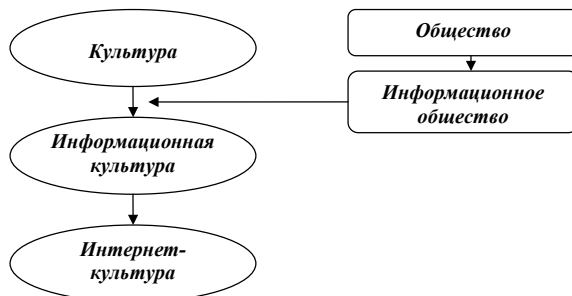 Культура
Общество
Информационное
общество
Информационная
культура
Интернет-
культура